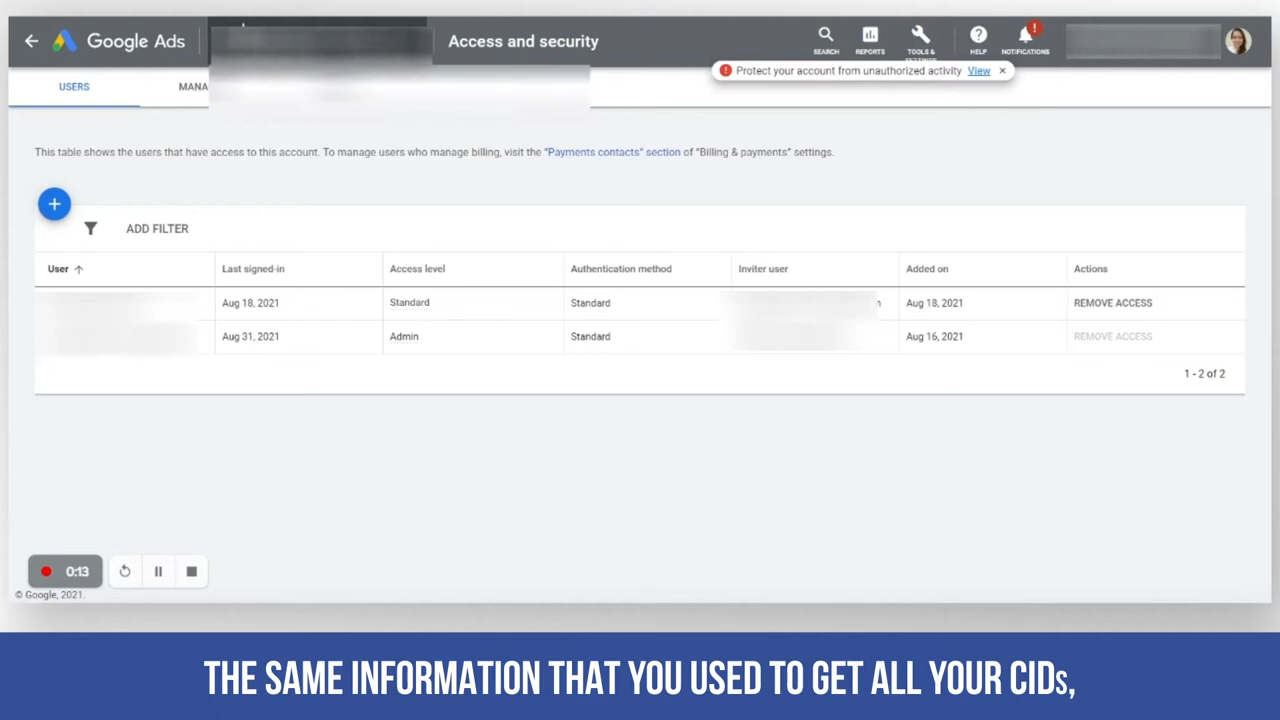 Google Ads
Access and security
SEARCH
REPORTS
TOOLS &
SETTINGS
HELP
!
NOTIFICATIONS
! Protect your account from unauthorized activity View ×
USERS
MANA
This table shows the users that have access to this account. To manage users who manage billing, visit the "Payments contacts" section of "Billing & payments" settings.
+
ADD FILTER
User Last signed-in Access level Authentication method Inviter user Added on Actions
Aug 18, 2021 Standard Standard Aug 18, 2021 REMOVE ACCESS
Aug 31, 2021 Admin Standard Aug 16, 2021 REMOVE ACCESS
1 - 2 of 2
0:13
© Google, 2021.
THE SAME INFORMATION THAT YOU USED TO GET ALL YOUR CIDs,